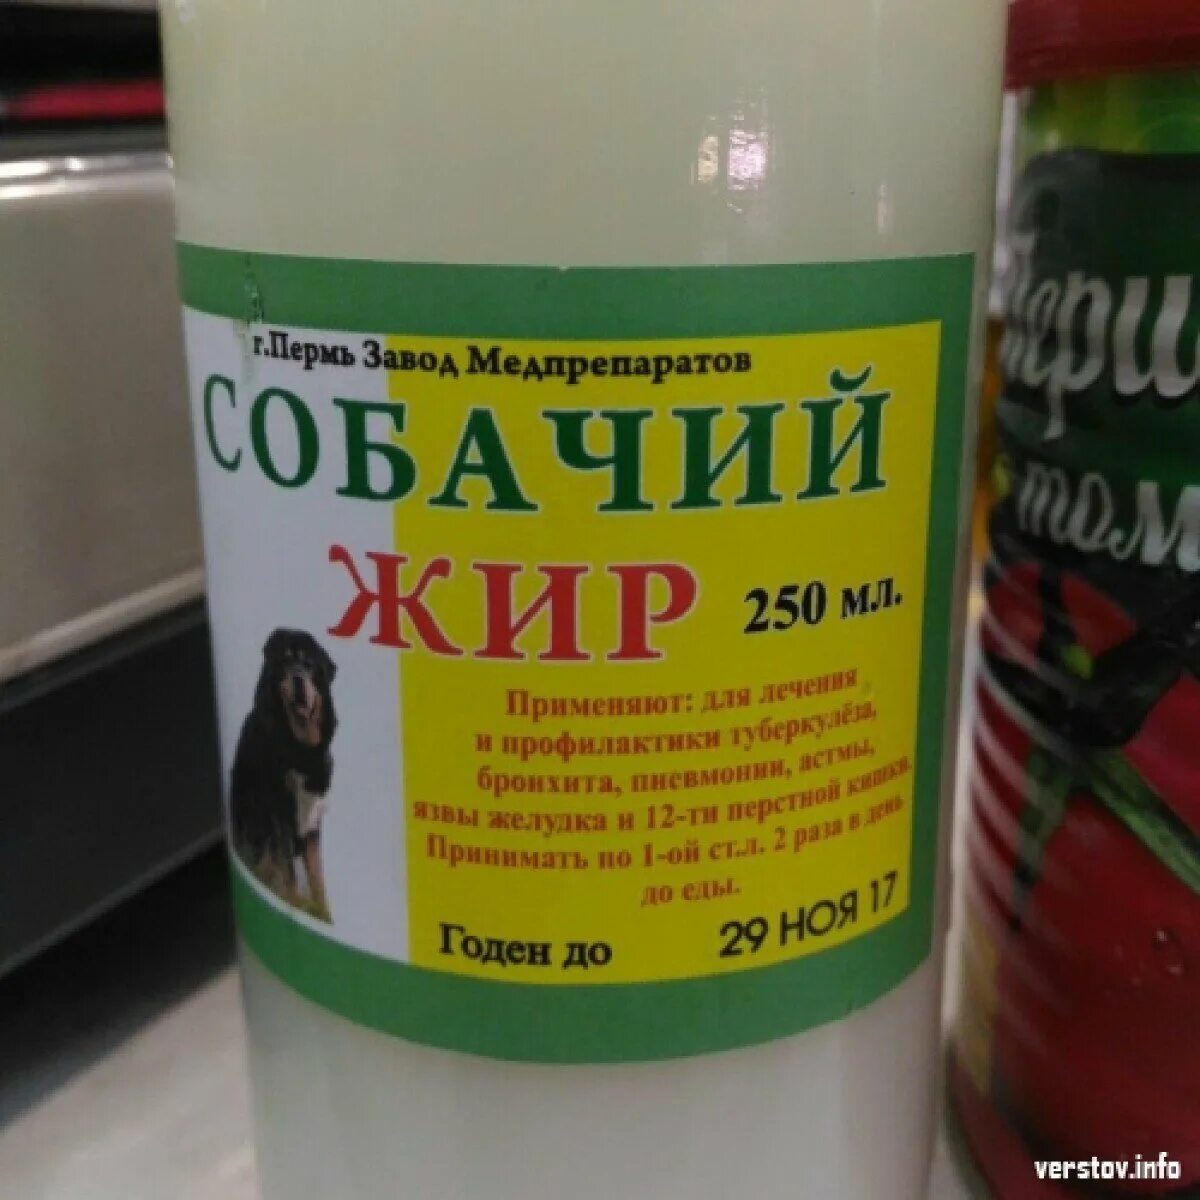 г.Пермь Завод Медпрепаратов
СОБАЧИЙ
ЖИР 250 мл.
Применяют: для лечения
и профилактики туберкулёза,
бронхита, пневмонии, астмы,
язвы желудка и 12-ти перстной кишки.
Принимать по 1-ой ст.л. 2 раза в день
до еды.
Годен до 29 НОЯ 17
verstov.info